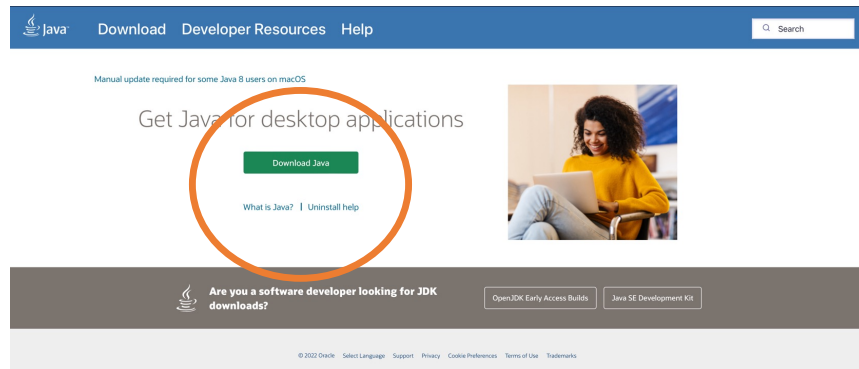 Java Download Developer Resources Help Search
Manual update required for some Java 8 users on macOS
Get Java for desktop applications
Download Java
What is Java? | Uninstall help
Are you a software developer looking for JDK
downloads?
OpenJDK Early Access Builds Java SE Development Kit
© 2022 Oracle Select Language Support Privacy Cookie Preferences Terms of Use Trademarks